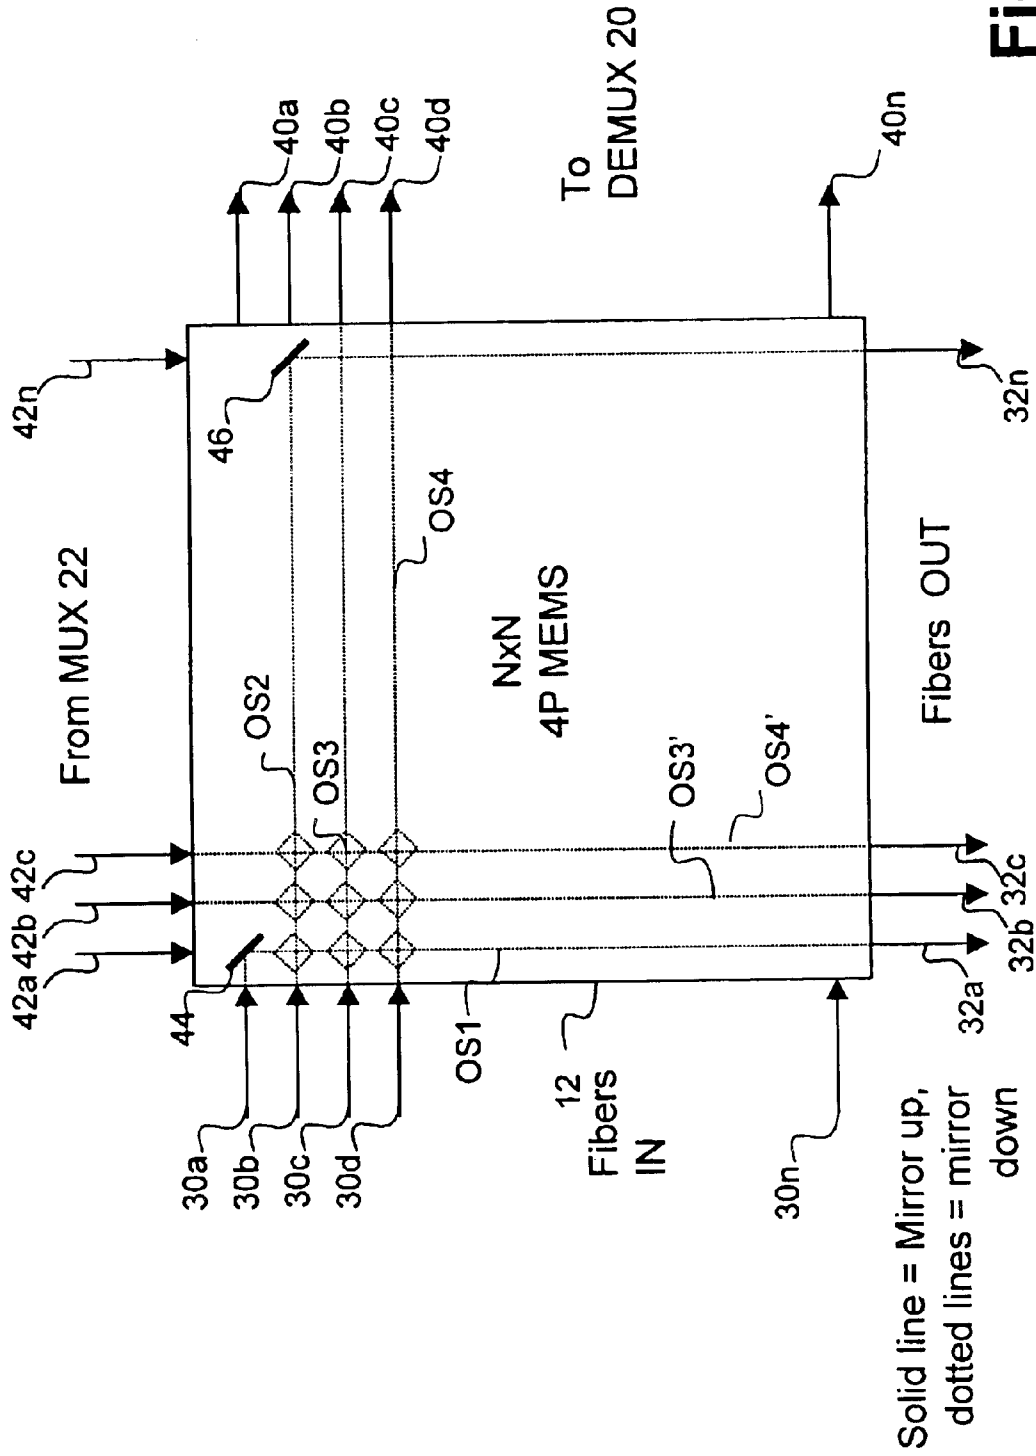 From MUX 22
42a
42b
42c
42n
44
46
30a
30b
30c
30d
30n
40a
40b
40c
40d
40n
OS2
OS3
OS4
NxN
4P MEMS
OS1
OS3'
OS4'
12
Fibers
IN
To
DEMUX 20
32a
32b
32c
32n
Fibers OUT
Solid line = Mirror up,
dotted lines = mirror
down